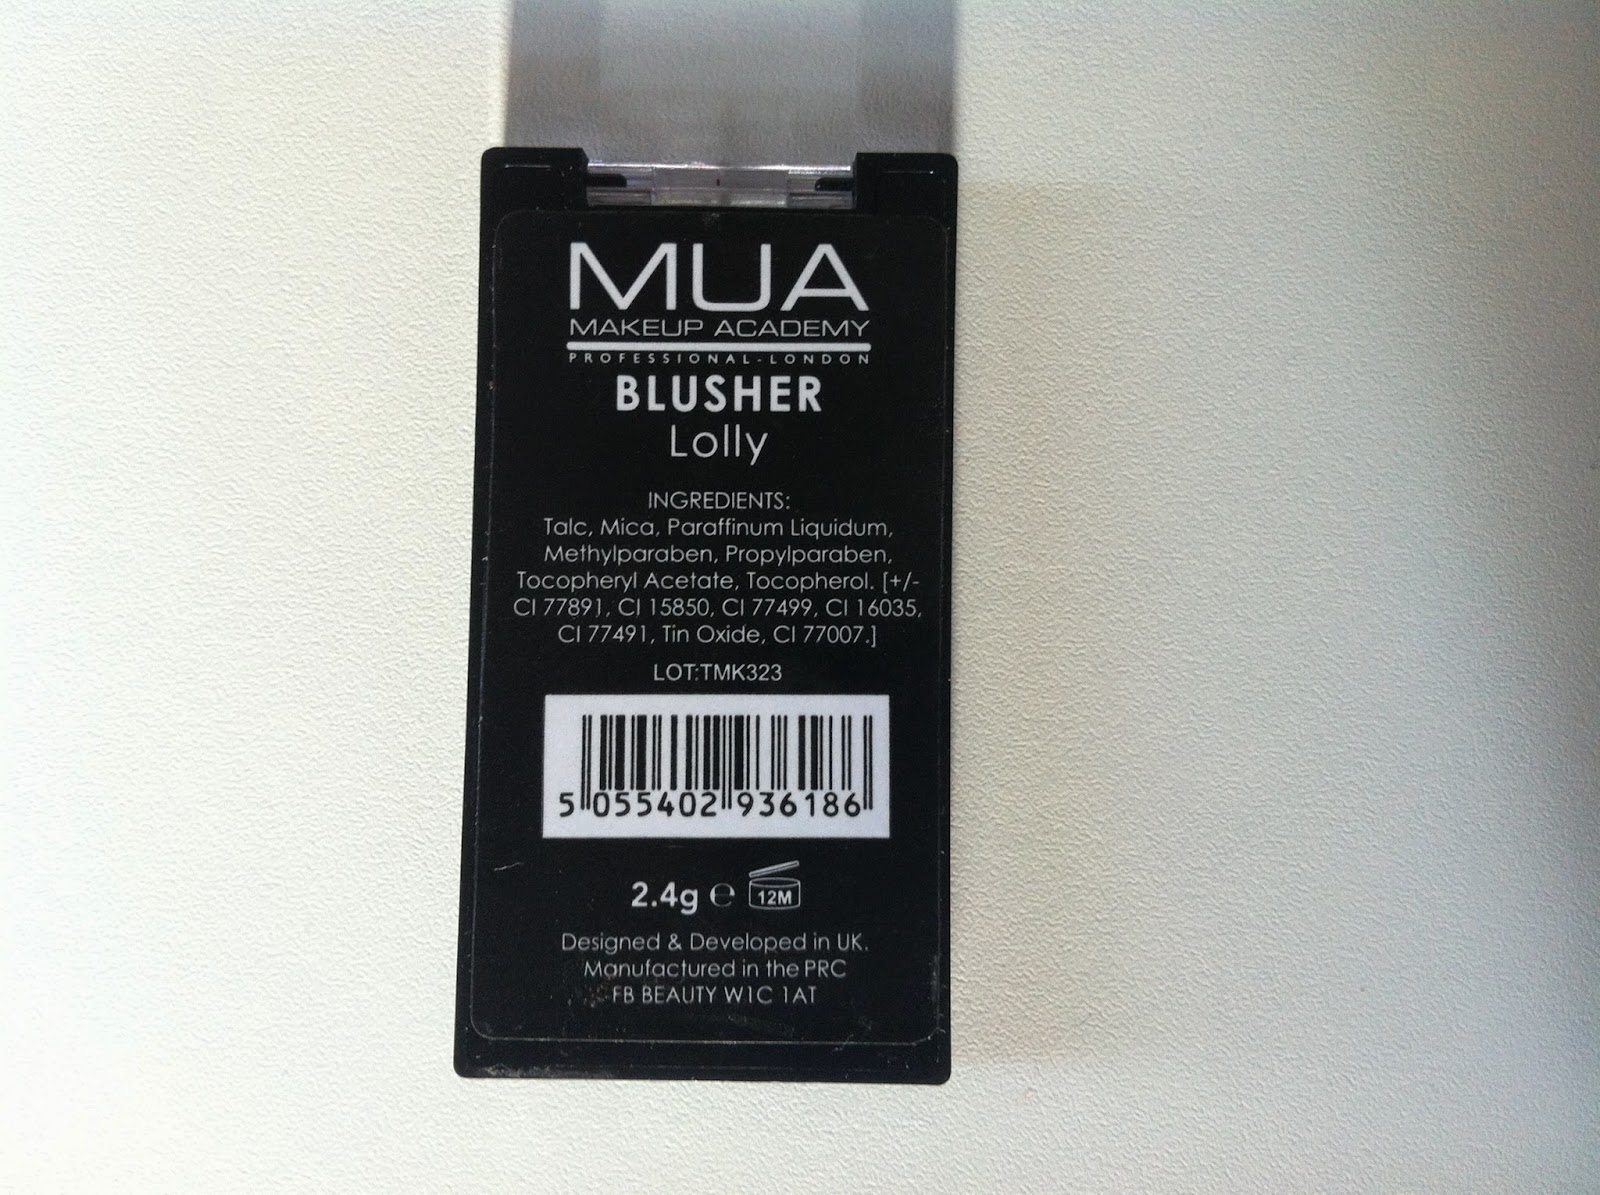 MUA
MAKEUP ACADEMY
PROFESSIONAL-LONDON
BLUSHER
Lolly
INGREDIENTS:
Talc, Mica, Paraffinum Liquidum,
Methylparaben, Propylparaben,
Tocopheryl Acetate, Tocopherol. [+/-
CI 77891, CI 15850, CI 77499, CI 16035,
CI 77491, Tin Oxide, CI 77007.]
LOT:TMK323
5 055402 936186
2.4g ℮ 12M
Designed & Developed in UK.
Manufactured in the PRC
FB BEAUTY W1C 1AT